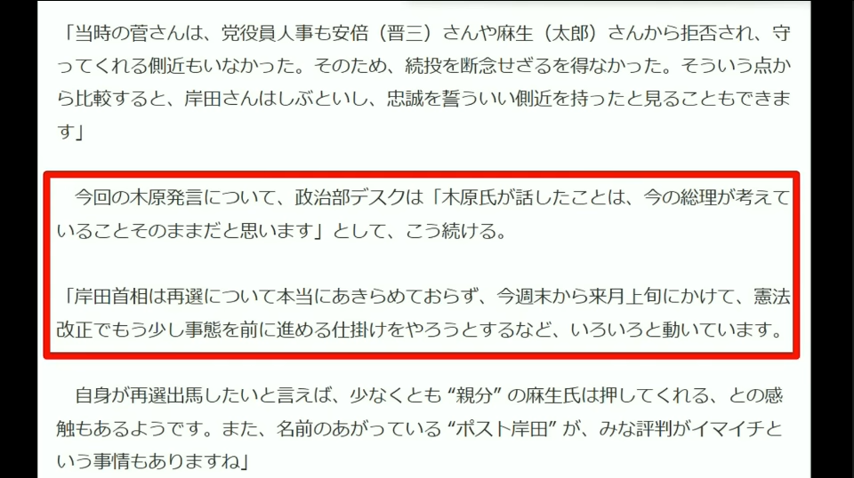 「当時の菅さんは、党役員人事も安倍（晋三）さんや麻生（太郎）さんから拒否され、守
ってくれる側近もいなかった。そのため、続投を断念せざるを得なかった。そういう点か
ら比較すると、岸田さんはしぶといし、忠誠を誓ういい側近を持ったと見ることもできま
す」
今回の木原発言について、政治部デスクは「木原氏が話したことは、今の総理が考えて
いることそのままだと思います」として、こう続ける。
「岸田首相は再選について本当にあきらめておらず、今週末から来月上旬にかけて、憲法
改正でもう少し事態を前に進める仕掛けをやろうとするなど、いろいろと動いています。
自身が再選出馬したいと言えば、少なくとも“親分”の麻生氏は押してくれる、との感
触もあるようです。また、名前のあがっている“ポスト岸田”が、みな評判がイマイチと
いう事情もありますね」